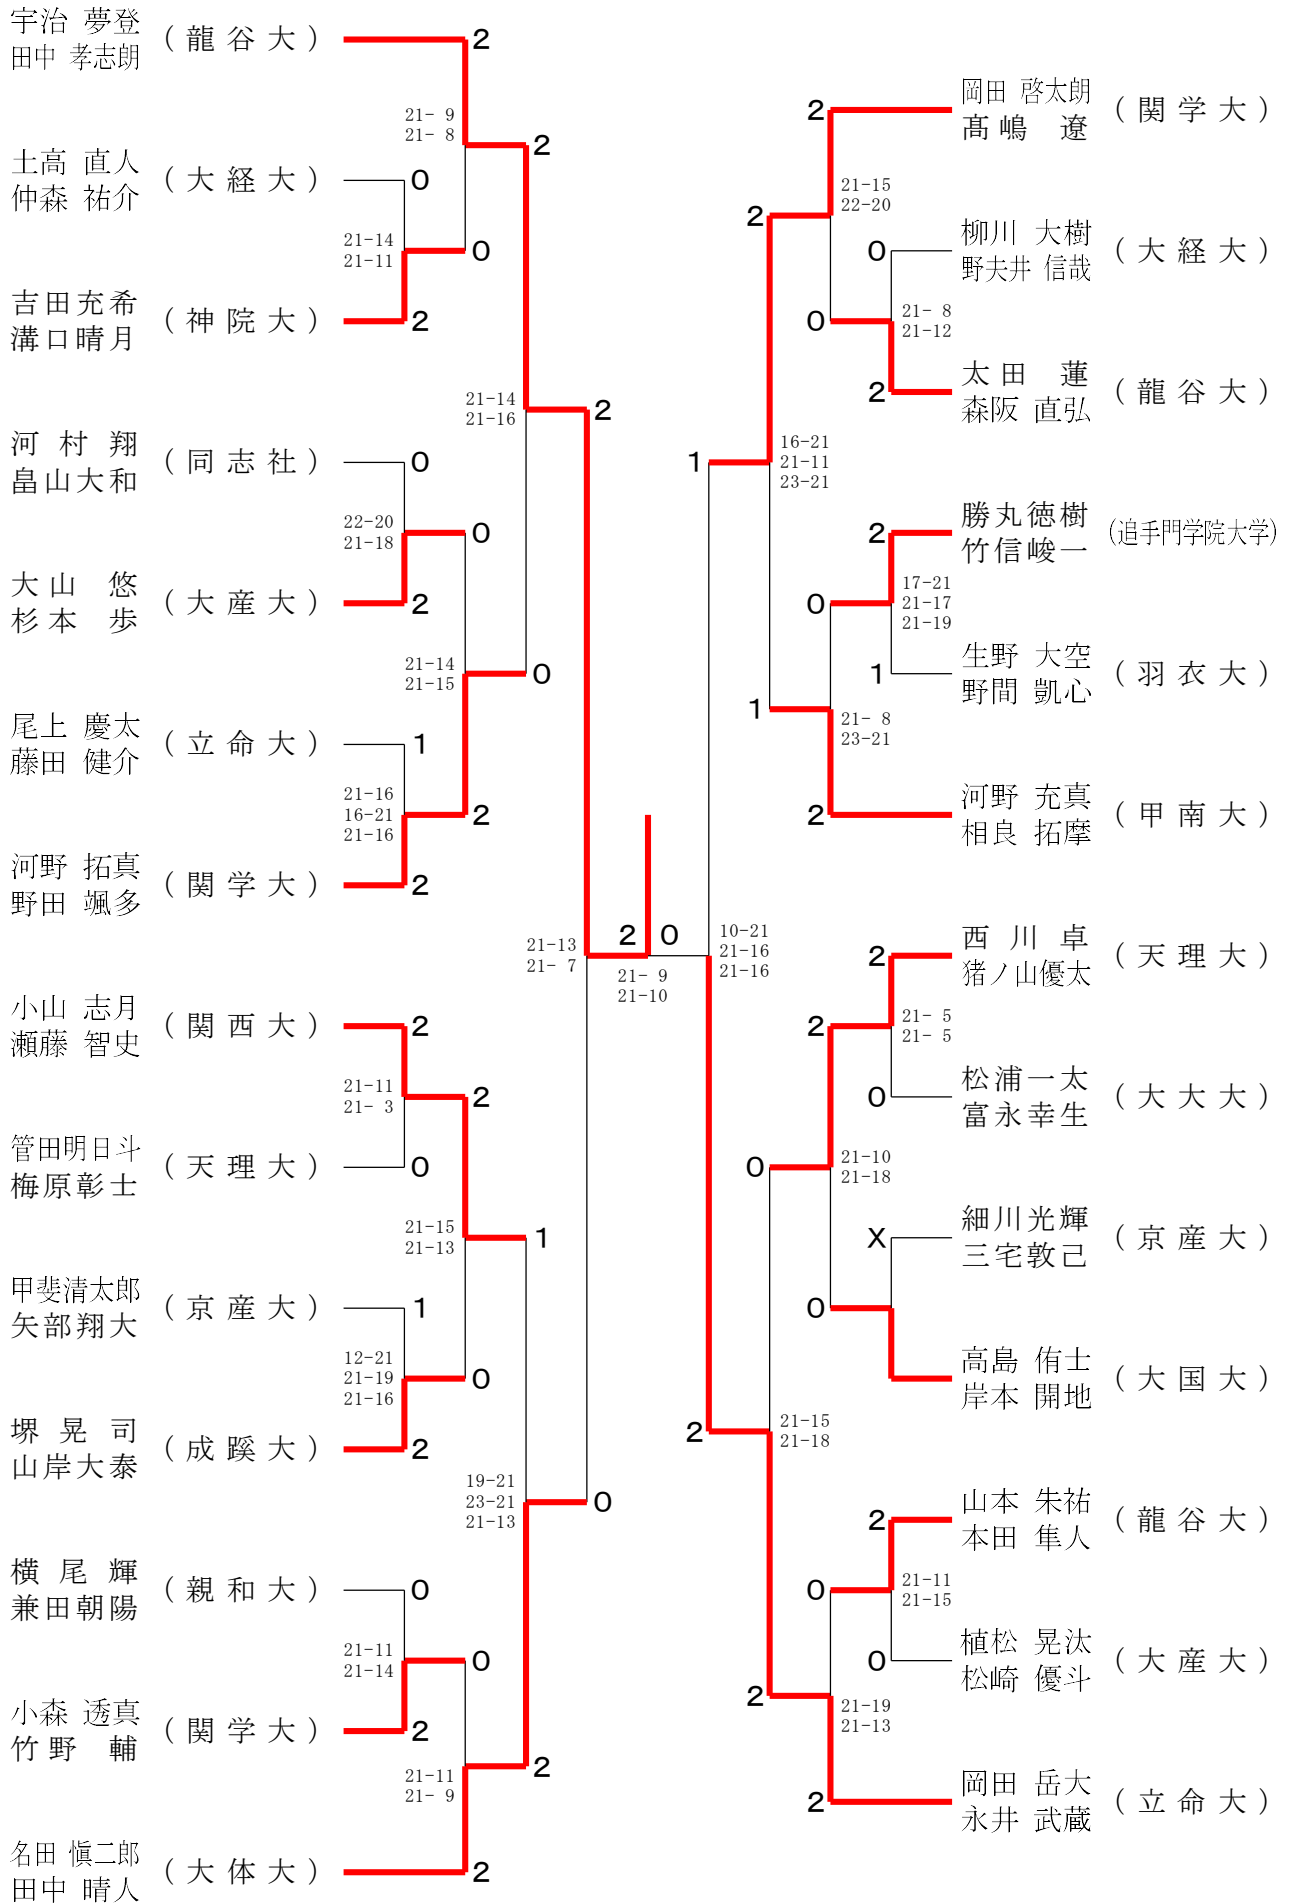 宇治 夢登
田中 孝志朗
(龍谷大)
2
21- 9
21- 8
2
土高 直人
仲森 祐介
(大経大)
0
21-14
21-11
0
吉田充希
溝口晴月
(神院大)
2
21-14
21-16
2
河村 翔
畠山大和
(同志社)
0
22-20
21-18
0
大山 悠
杉本 歩
(大産大)
2
21-14
21-15
0
尾上 慶太
藤田 健介
(立命大)
1
21-16
16-21
21-16
2
河野 拓真
野田 颯多
(関学大)
2
21-13
21- 7
2
0
21- 9
21-10
小山 志月
瀬藤 智史
(関西大)
2
21-11
21- 3
2
管田明日斗
梅原彰士
(天理大)
0
21-15
21-13
1
甲斐清太郎
矢部翔大
(京産大)
1
12-21
21-19
21-16
0
堺晃司
山岸大泰
(成蹊大)
2
19-21
23-21
21-13
0
横尾輝
兼田朝陽
(親和大)
0
21-11
21-14
0
小森 透真
竹野 輔
(関学大)
2
21-11
21- 9
2
名田 愼二郎
田中 晴人
(大体大)
2
2
岡田 啓太朗
髙嶋 遼
(関学大)
2
21-15
22-20
0
柳川 大樹
野夫井 信哉
(大経大)
0
21- 8
21-12
2
太田 蓮
森阪 直弘
(龍谷大)
1
16-21
21-11
23-21
2
勝丸徳樹
竹信峻一
(追手門学院大学)
0
17-21
21-17
21-19
1
生野 大空
野間 凱心
(羽衣大)
1
21- 8
23-21
2
河野 充真
相良 拓摩
(甲南大)
10-21
21-16
21-16
2
西川卓
猪ノ山優太
(天理大)
2
21- 5
21- 5
0
松浦一太
富永幸生
(大大大)
0
21-10
21-18
X
細川光輝
三宅敦己
(京産大)
0
高島 侑士
岸本 開地
(大国大)
2
21-15
21-18
2
山本 朱祐
本田 隼人
(龍谷大)
0
21-11
21-15
0
植松 晃汰
松崎 優斗
(大産大)
2
21-19
21-13
2
岡田 岳大
永井 武蔵
(立命大)